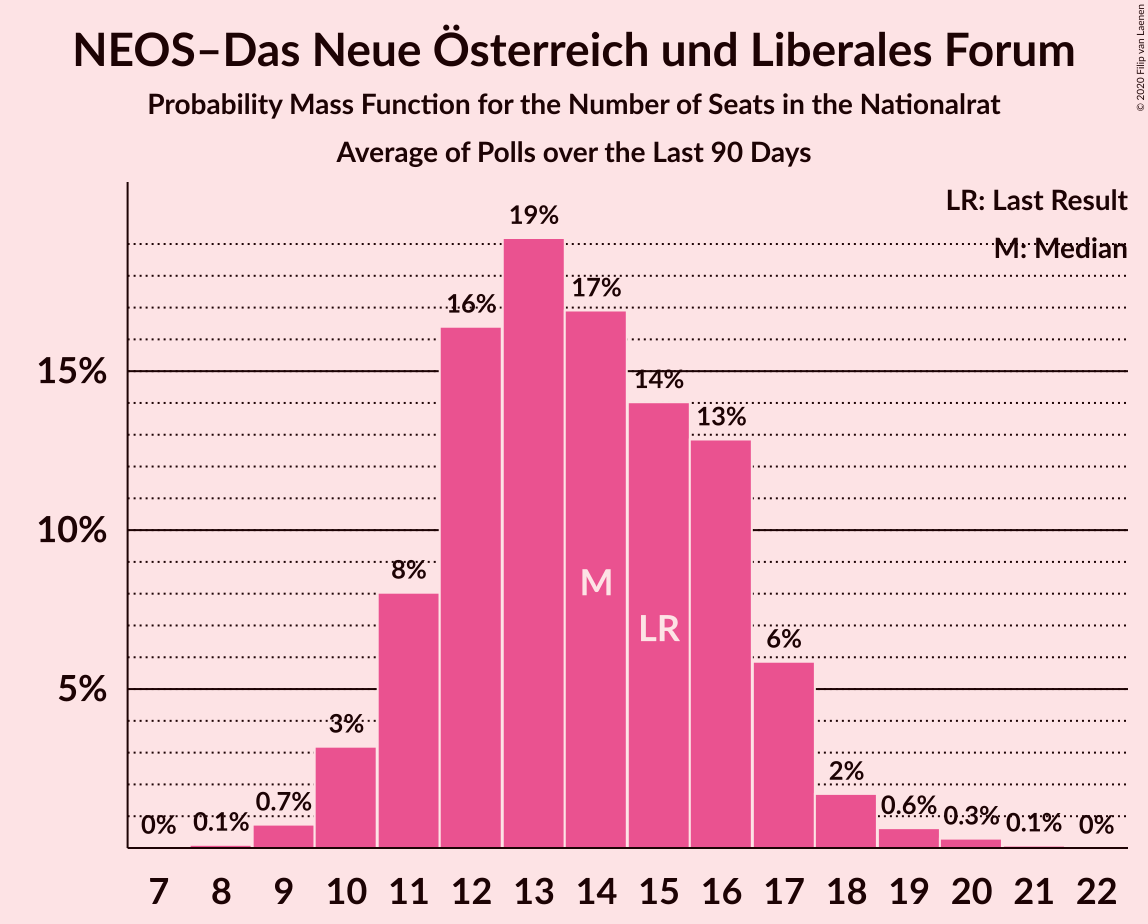 NEOS–Das Neue Österreich und Liberales Forum
Probability Mass Function for the Number of Seats in the Nationalrat
Average of Polls over the Last 90 Days
© 2020 Filip van Laenen
LR: Last Result
M: Median
15%
10%
5%
0%
0.1%
0.7%
3%
8%
16%
19%
17%
14%
13%
6%
2%
0.6%
0.3%
0.1%
0%
M
LR
7 8 9 10 11 12 13 14 15 16 17 18 19 20 21 22